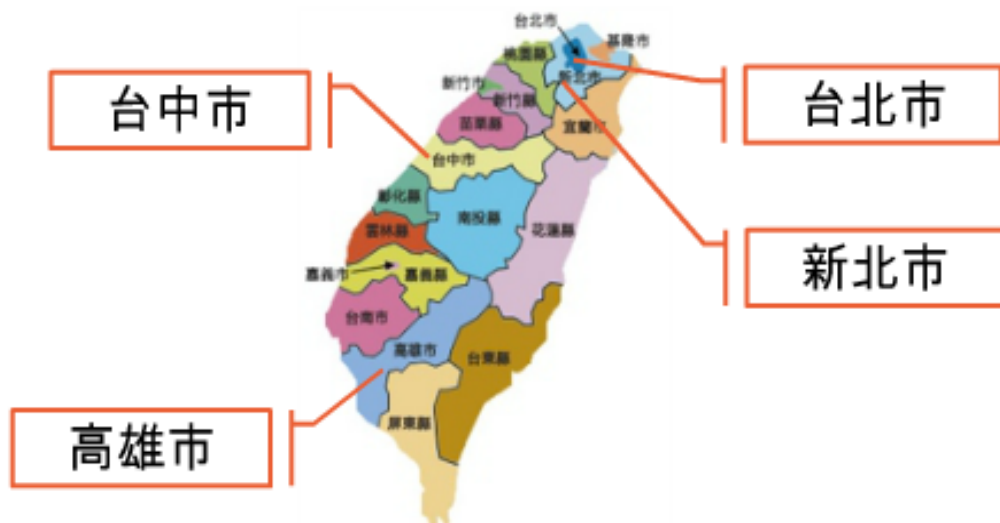 台北市
基隆市
桃園縣
新北市
新竹市
新竹縣
苗栗縣
宜蘭
台中市
彰化縣
南投縣
雲林縣
花蓮縣
嘉義市
嘉義縣
台南市
高雄市
台東縣
屏東縣
台中市
台北市
新北市
高雄市